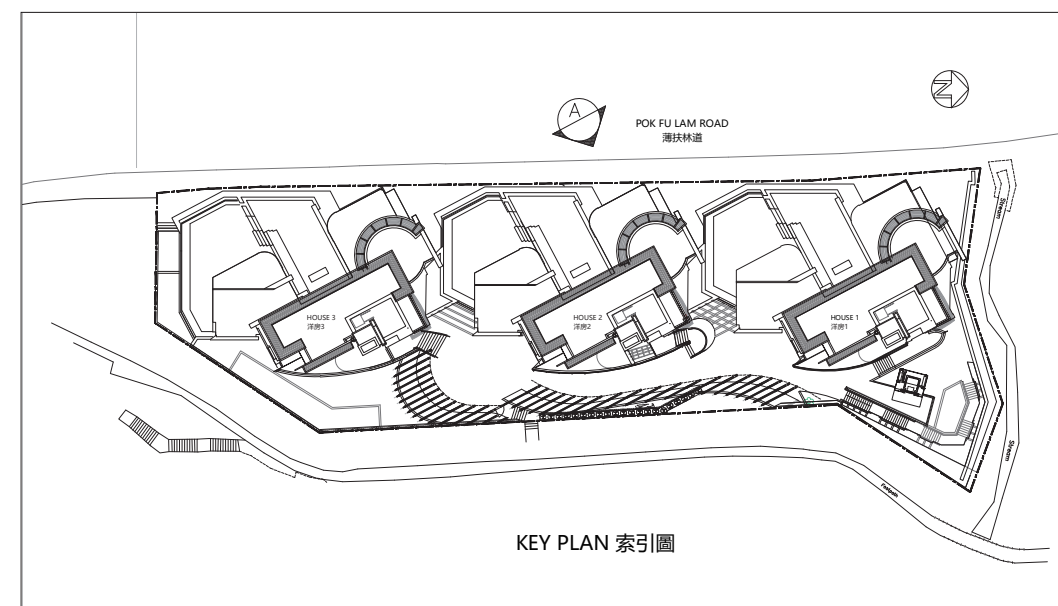 N
A
POK FU LAM ROAD
薄扶林道
Stream
HOUSE 3
洋房3
HOUSE 2
洋房2
HOUSE 1
洋房1
Stream
Footpath
KEY PLAN 索引圖